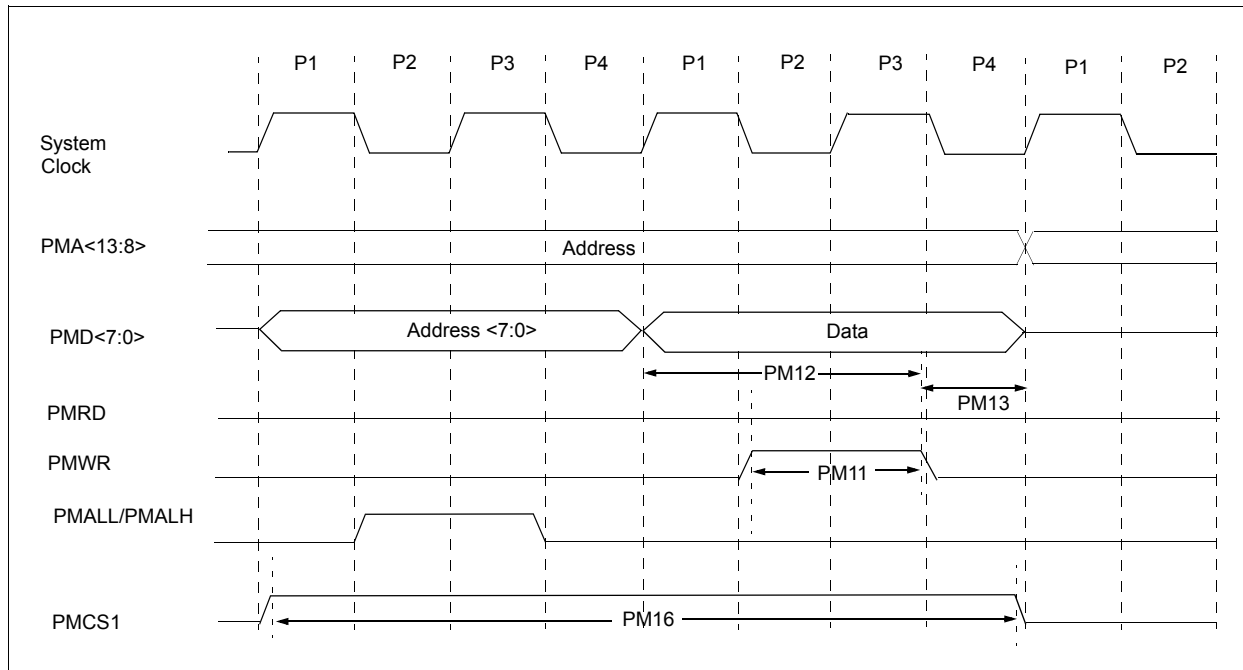 P1 P2 P3 P4 P1 P2 P3 P4 P1 P2
System
Clock
PMA<13:8>
Address
PMD<7:0>
Address <7:0>
Data
PM12
PM13
PMRD
PMWR
PM11
PMALL/PMALH
PMCS1
PM16